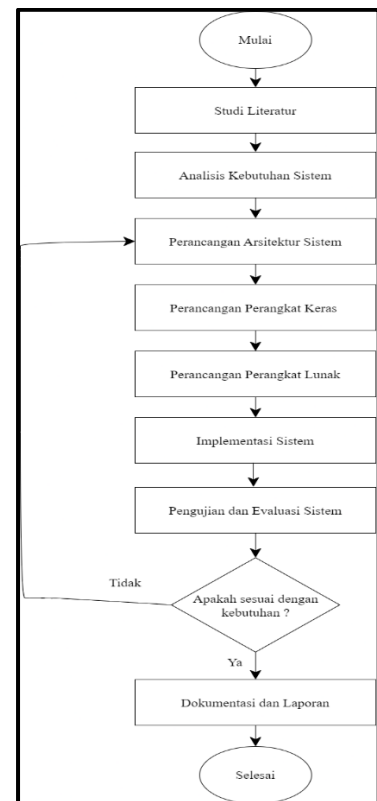 Mulai
Studi Literatur
Analisis Kebutuhan Sistem
Perancangan Arsitektur Sistem
Perancangan Perangkat Keras
Perancangan Perangkat Lunak
Implementasi Sistem
Pengujian dan Evaluasi Sistem
Tidak
Apakah sesuai dengan
kebutuhan ?
Ya
Dokumentasi dan Laporan
Selesai